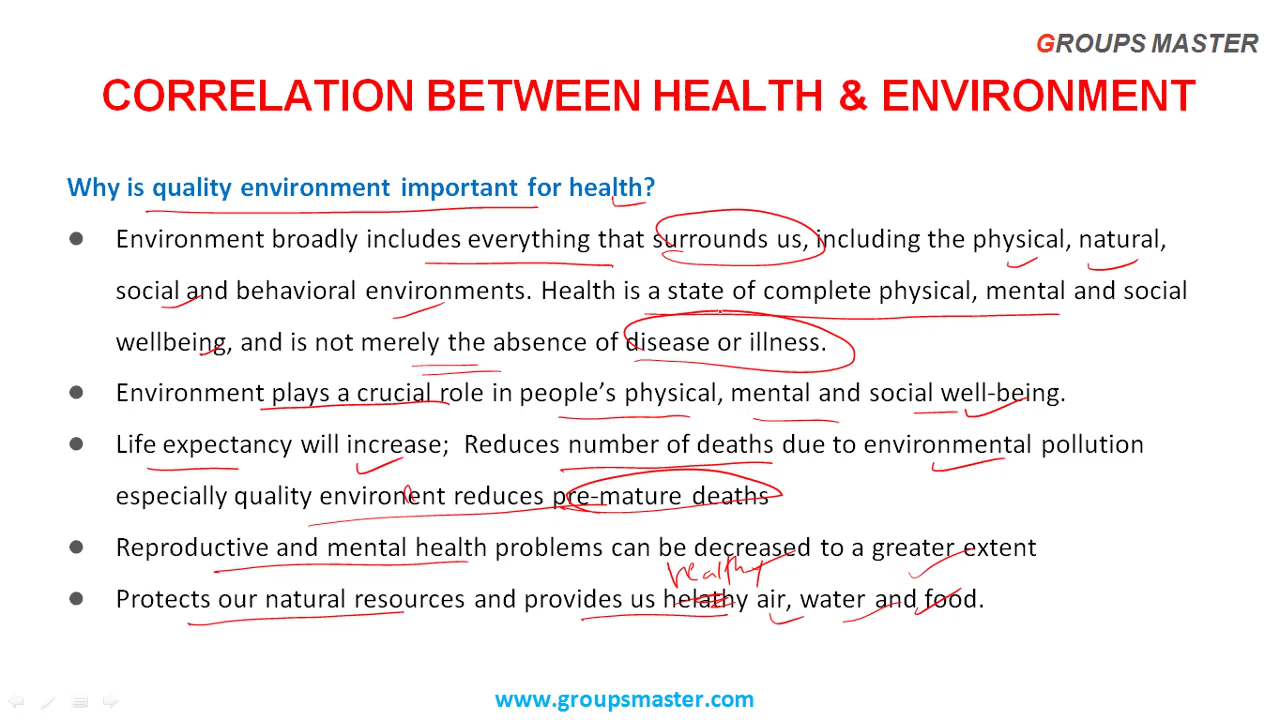 GROUPS MASTER
CORRELATION BETWEEN HEALTH & ENVIRONMENT
Why is quality environment important for health?
● Environment broadly includes everything that surrounds us, including the physical, natural,
social and behavioral environments. Health is a state of complete physical, mental and social
wellbeing, and is not merely the absence of disease or illness.
● Environment plays a crucial role in people’s physical, mental and social well-being.
● Life expectancy will increase; Reduces number of deaths due to environmental pollution
especially quality environent reduces pre-mature deaths
● Reproductive and mental health problems can be decreased to a greater extent
healthy
● Protects our natural resources and provides us helathy air, water and food.
www.groupsmaster.com